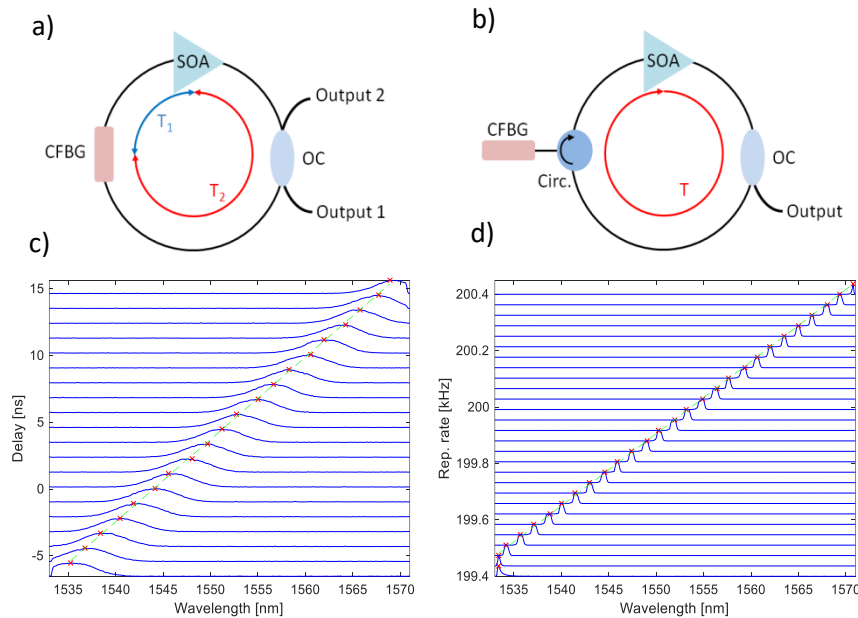 a)
SOA
Output 2
T1
CFBG
OC
T2
Output 1
b)
SOA
CFBG
OC
Circ.
T
Output
c)
15
10
5
0
-5
Delay [ns]
1535 1540 1545 1550 1555 1560 1565 1570
Wavelength [nm]
d)
200.4
200.2
200
199.8
199.6
199.4
Rep. rate [kHz]
1535 1540 1545 1550 1555 1560 1565 1570
Wavelength [nm]